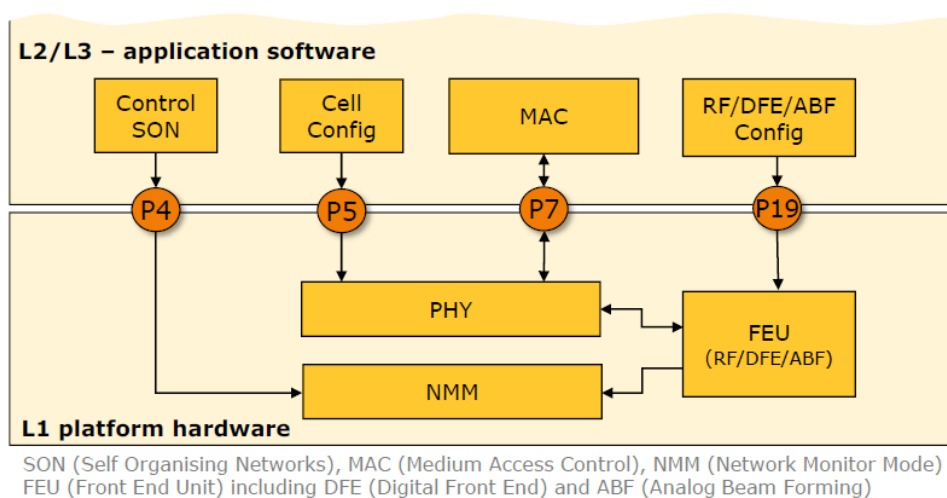 L2/L3 – application software
Control
SON
Cell
Config
MAC
RF/DFE/ABF
Config
P4
P5
P7
P19
PHY
FEU
(RF/DFE/ABF)
NMM
L1 platform hardware
SON (Self Organising Networks), MAC (Medium Access Control), NMM (Network Monitor Mode)
FEU (Front End Unit) including DFE (Digital Front End) and ABF (Analog Beam Forming)